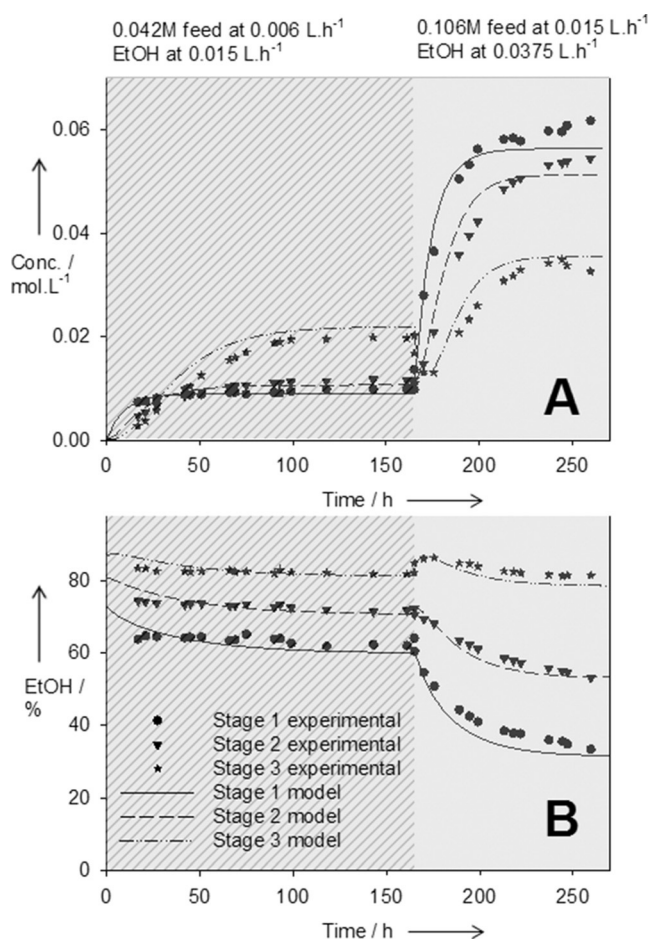 0.042M feed at 0.006 L.h⁻¹
EtOH at 0.015 L.h⁻¹
0.106M feed at 0.015 L.h⁻¹
EtOH at 0.0375 L.h⁻¹
0.06
0.04
Conc. /
mol.L⁻¹
0.02
0.00
A
0 50 100 150 200 250
Time / h
80
60
EtOH /
%
40
20
0
Stage 1 experimental
Stage 2 experimental
Stage 3 experimental
Stage 1 model
Stage 2 model
Stage 3 model
B
0 50 100 150 200 250
Time / h